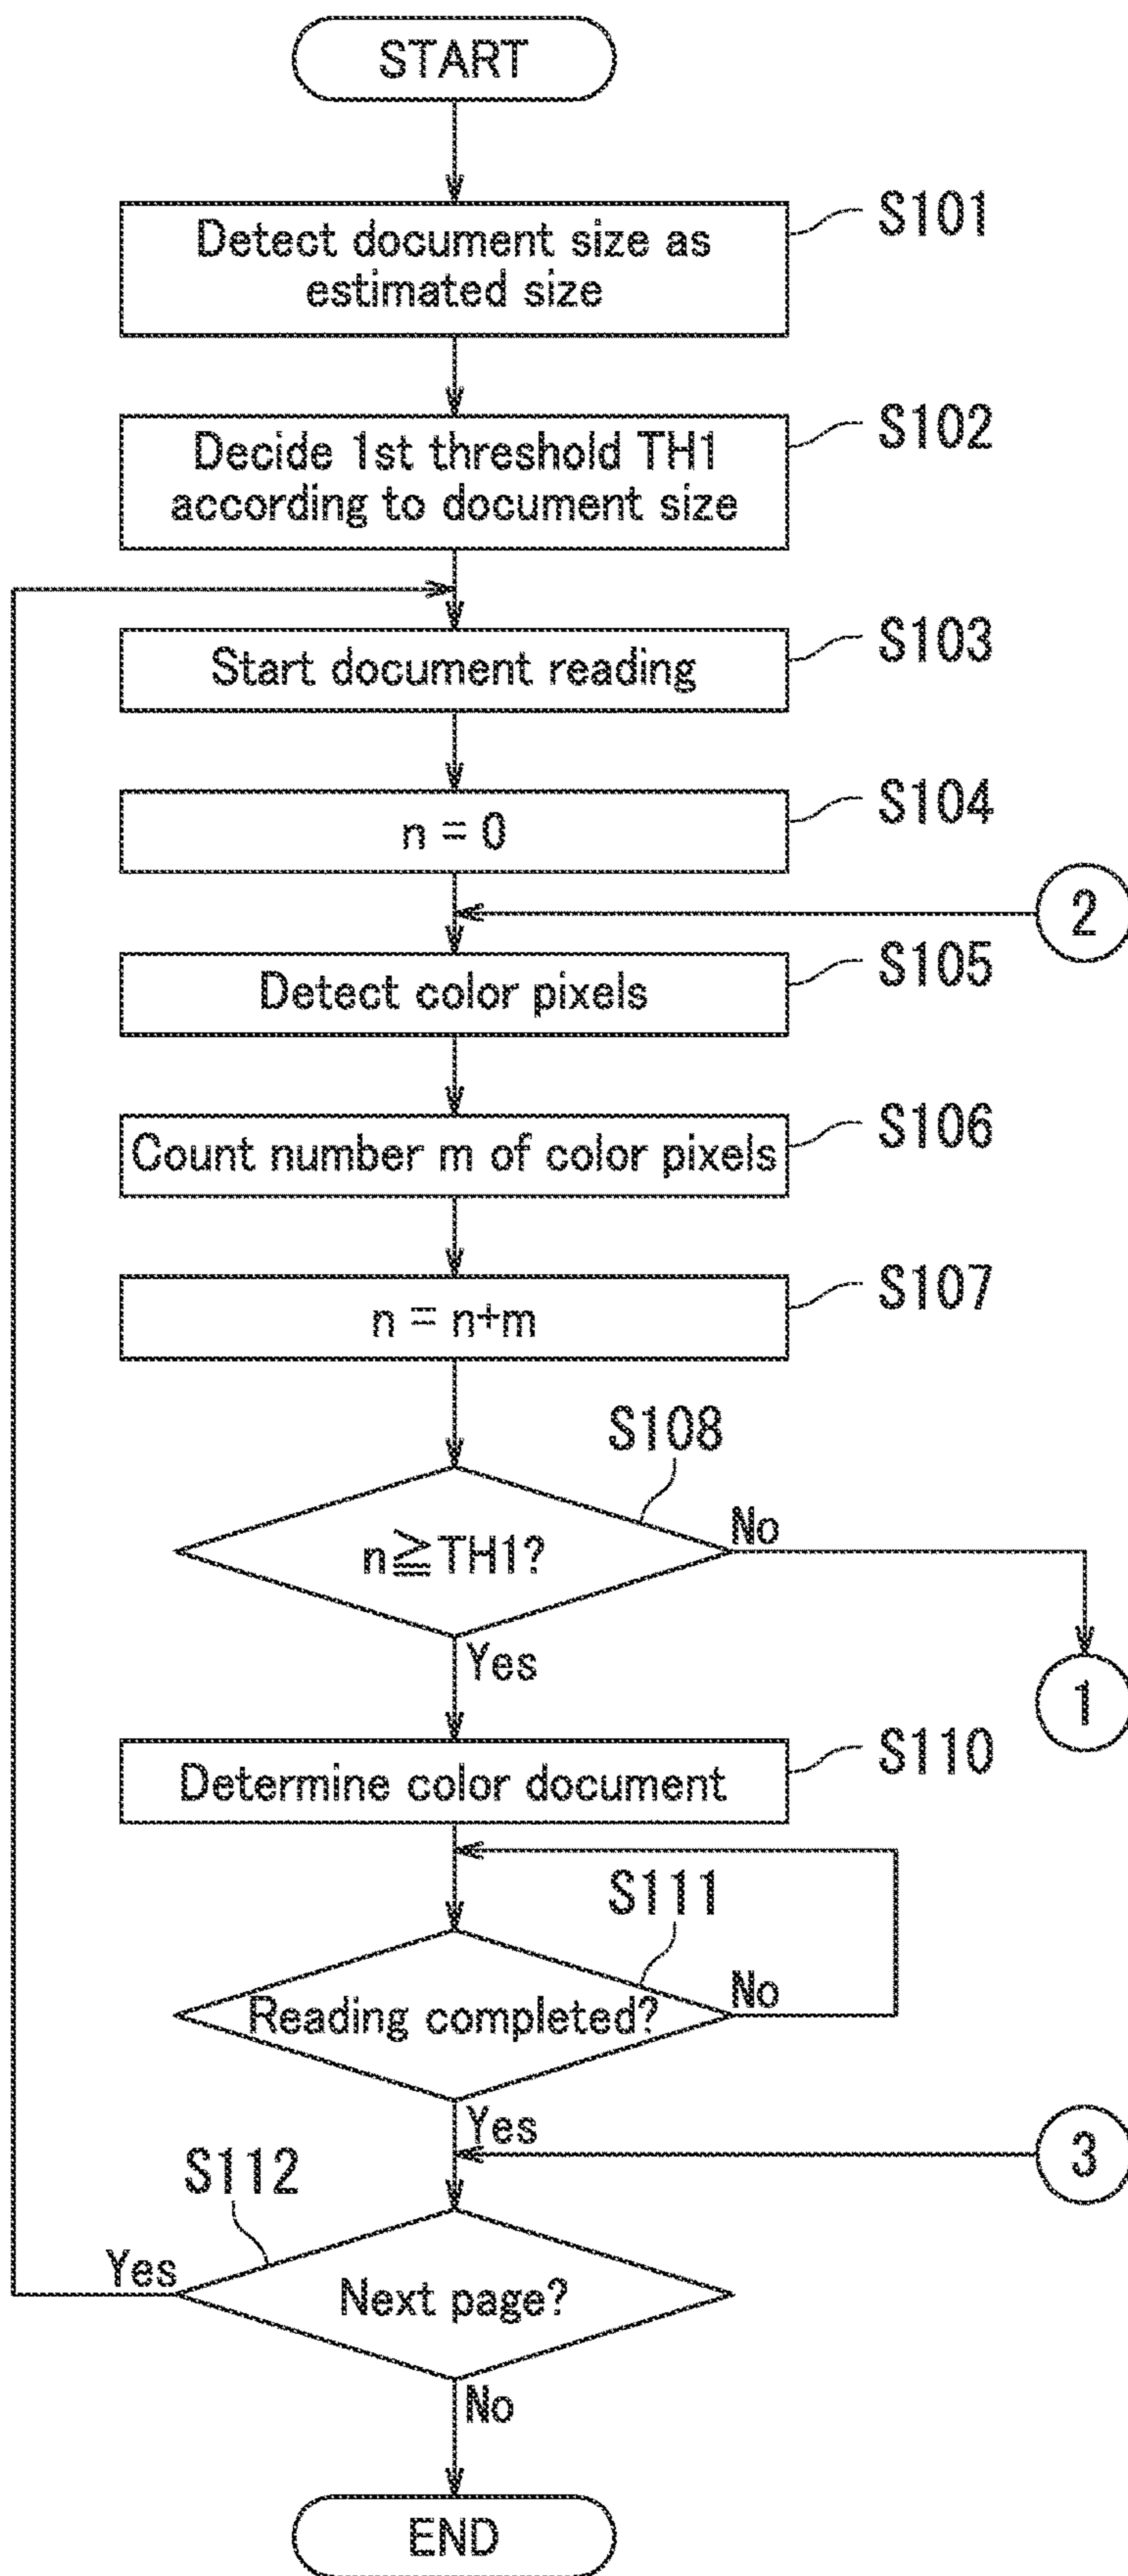 START
Detect document size as
estimated size
S101
Decide 1st threshold TH1
according to document size
S102
Start document reading
S103
n = 0
S104
2
Detect color pixels
S105
Count number m of color pixels
S106
n = n+m
S107
S108
n≧TH1?
No
Yes
1
Determine color document
S110
S111
Reading completed?
No
Yes
3
S112
Yes
Next page?
No
END